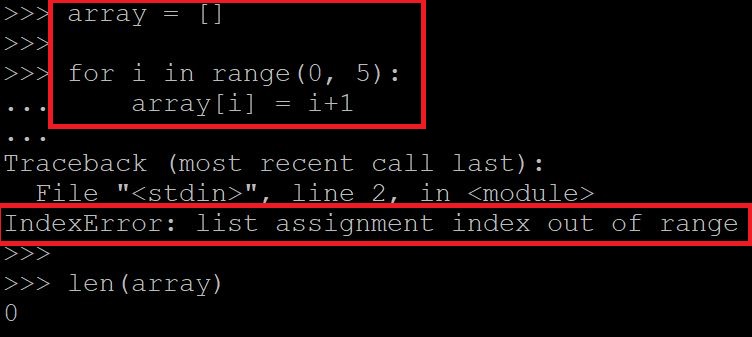 >>> array = []
>>>
>>> for i in range(0, 5):
...     array[i] = i+1
...
Traceback (most recent call last):
  File "<stdin>", line 2, in <module>
IndexError: list assignment index out of range
>>>
>>> len(array)
0